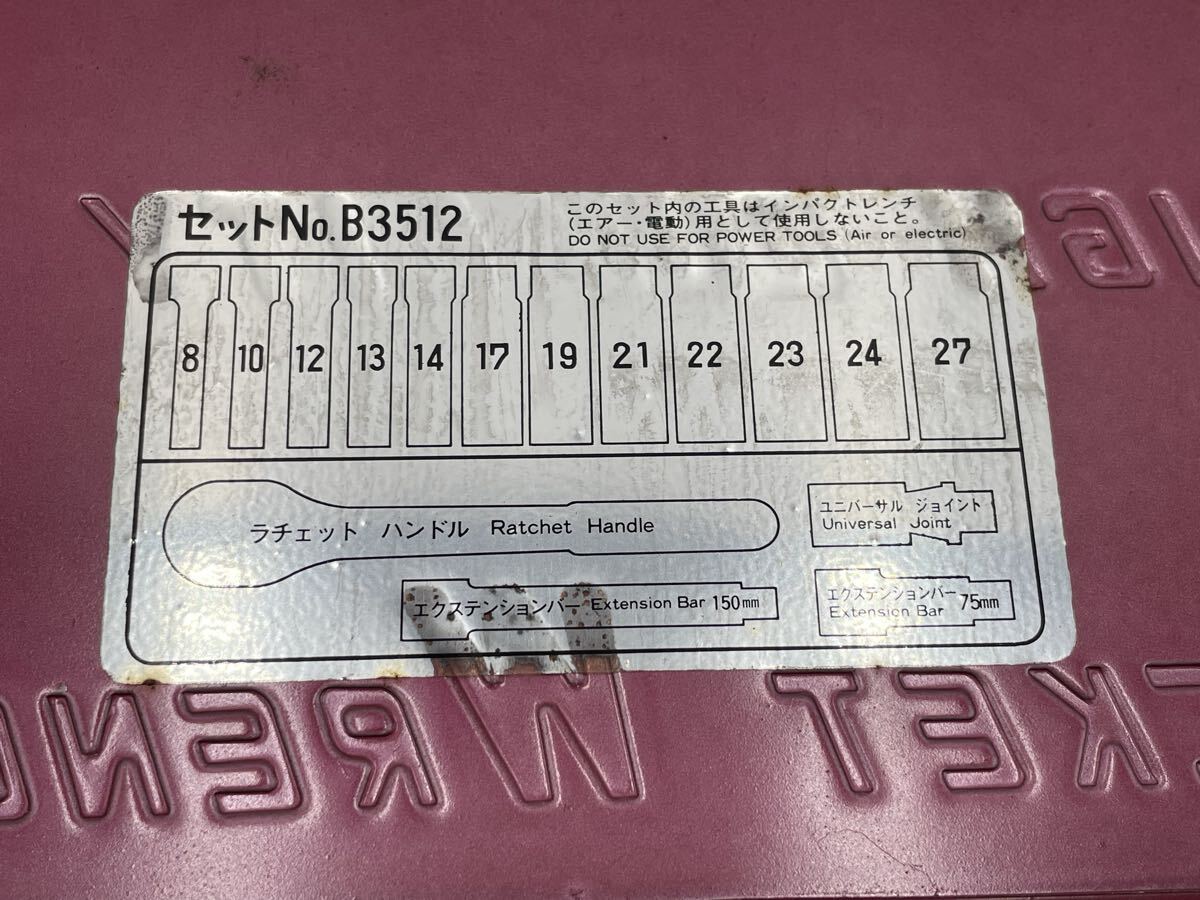 セットNo.B3512
このセット内の工具はインパクトレンチ
(エアー・電動)用として使用しないこと。
DO NOT USE FOR POWER TOOLS (Air or electric)
8 10 12 13 14 17 19 21 22 23 24 27
ラチェット ハンドル Ratchet Handle
ユニバーサル ジョイント
Universal Joint
エクステンションバー Extension Bar 150mm
エクステンションバー
Extension Bar 75mm
KET WREN